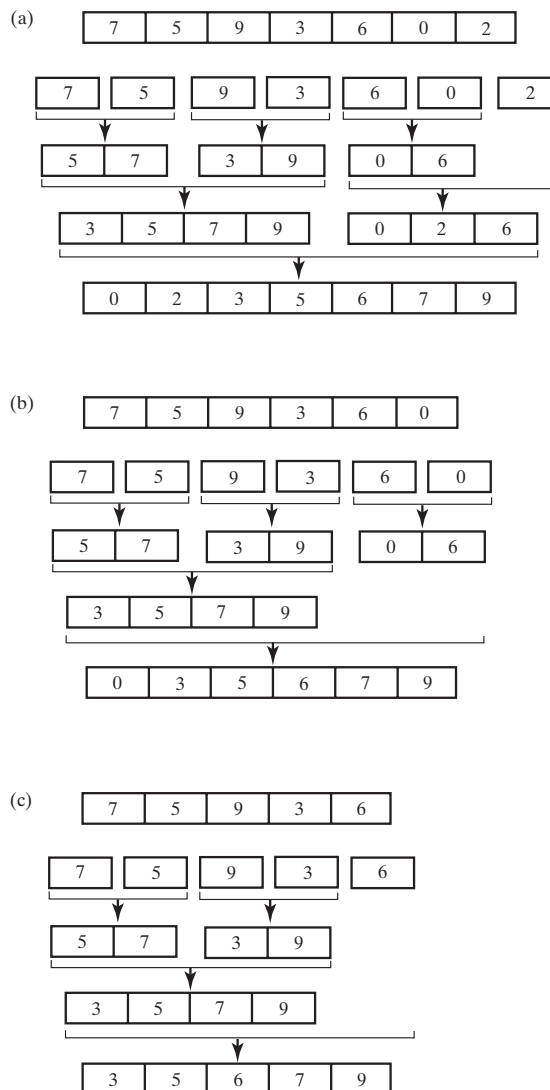 (a)
7 5 9 3 6 0 2
7 5 9 3 6 0 2
5 7 3 9 0 6
3 5 7 9 0 2 6
0 2 3 5 6 7 9
(b)
7 5 9 3 6 0
7 5 9 3 6 0
5 7 3 9 0 6
3 5 7 9
0 3 5 6 7 9
(c)
7 5 9 3 6
7 5 9 3 6
5 7 3 9
3 5 7 9
3 5 6 7 9